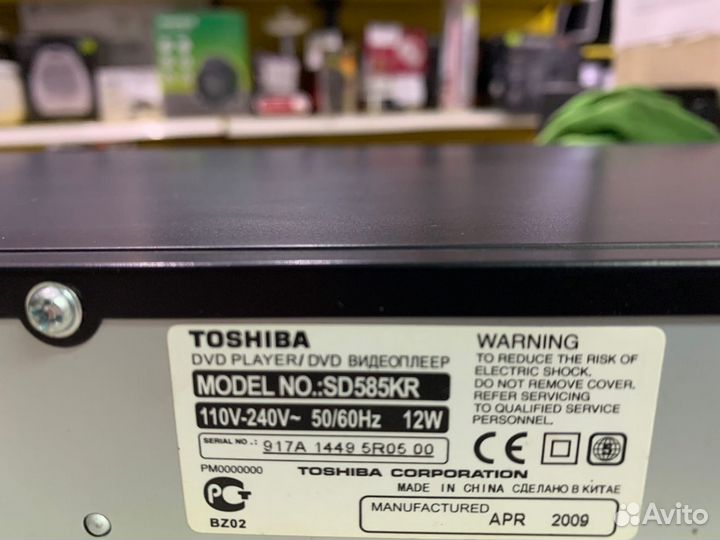 TOSHIBA
DVD PLAYER/ DVD ВИДЕОПЛЕЕР
MODEL NO.:SD585KR
110V-240V~ 50/60Hz 12W
SERIAL NO.: 917A 1449 5R05 00
PM0000000
TOSHIBA CORPORATION
MADE IN CHINA СДЕЛАНО В КИТАЕ
BZ02
MANUFACTURED APR 2009
WARNING
TO REDUCE THE RISK OF
ELECTRIC SHOCK.
DO NOT REMOVE COVER.
REFER SERVICING
TO QUALIFIED SERVICE
PERSONNEL.
CE
5
Avito